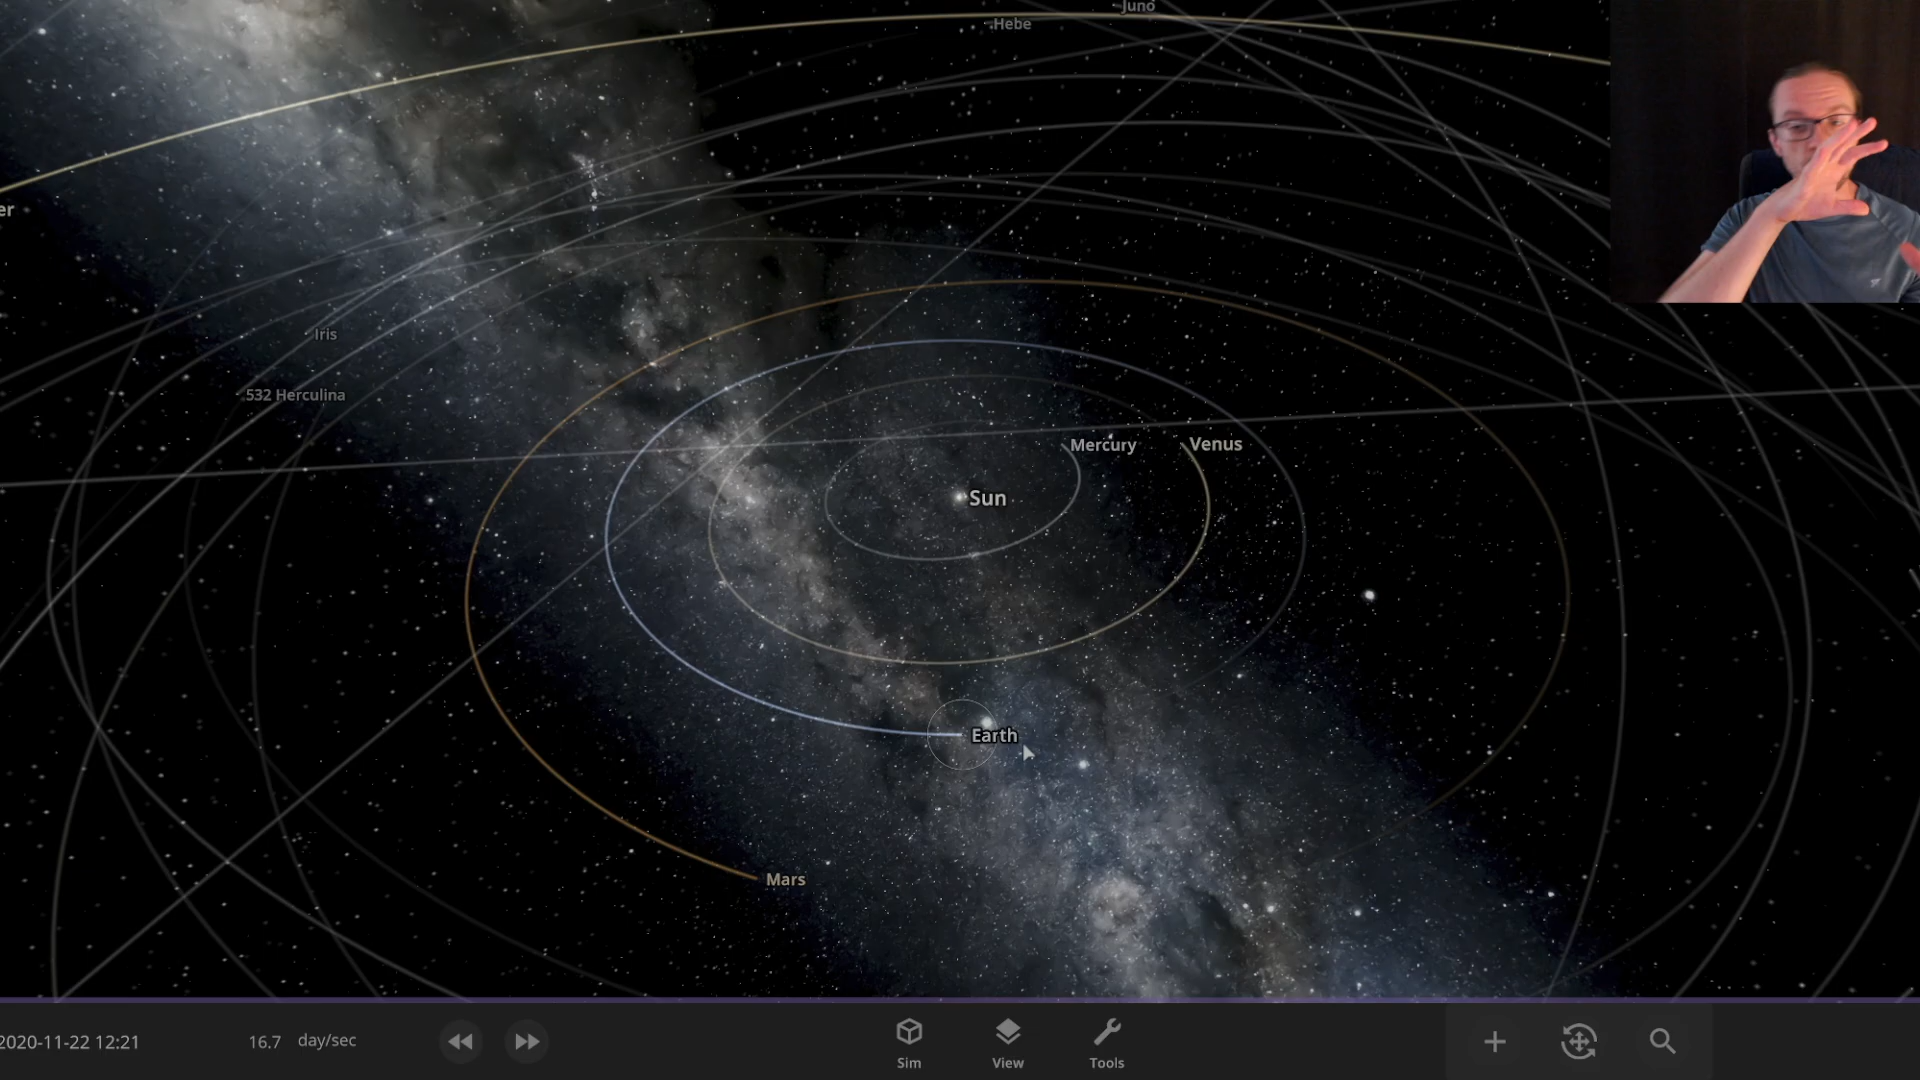 Juno
Hebe
er
Iris
532 Herculina
Mercury
Venus
Sun
Earth
Mars
2020-11-22 12:21
16.7 day/sec
Sim
View
Tools